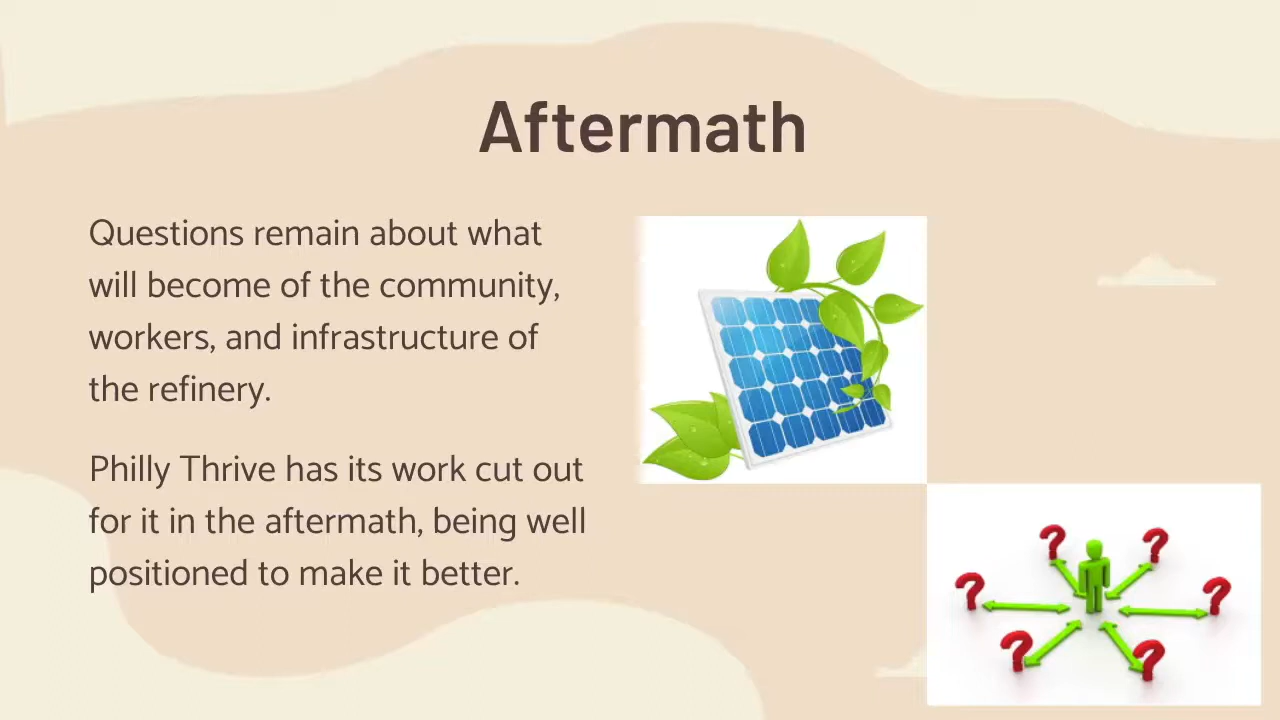 Aftermath
Questions remain about what
will become of the community,
workers, and infrastructure of
the refinery.
Philly Thrive has its work cut out
for it in the aftermath, being well
positioned to make it better.
? ?
? ?
? ?